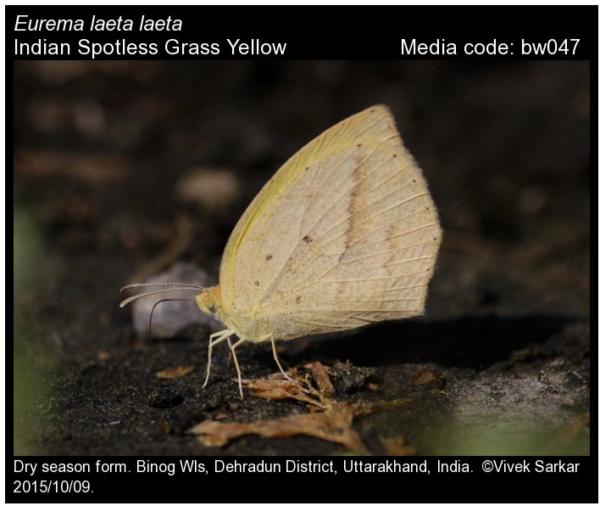 Eurema laeta laeta
Indian Spotless Grass Yellow Media code: bw047
Dry season form. Binog Wls, Dehradun District, Uttarakhand, India. ©Vivek Sarkar
2015/10/09.